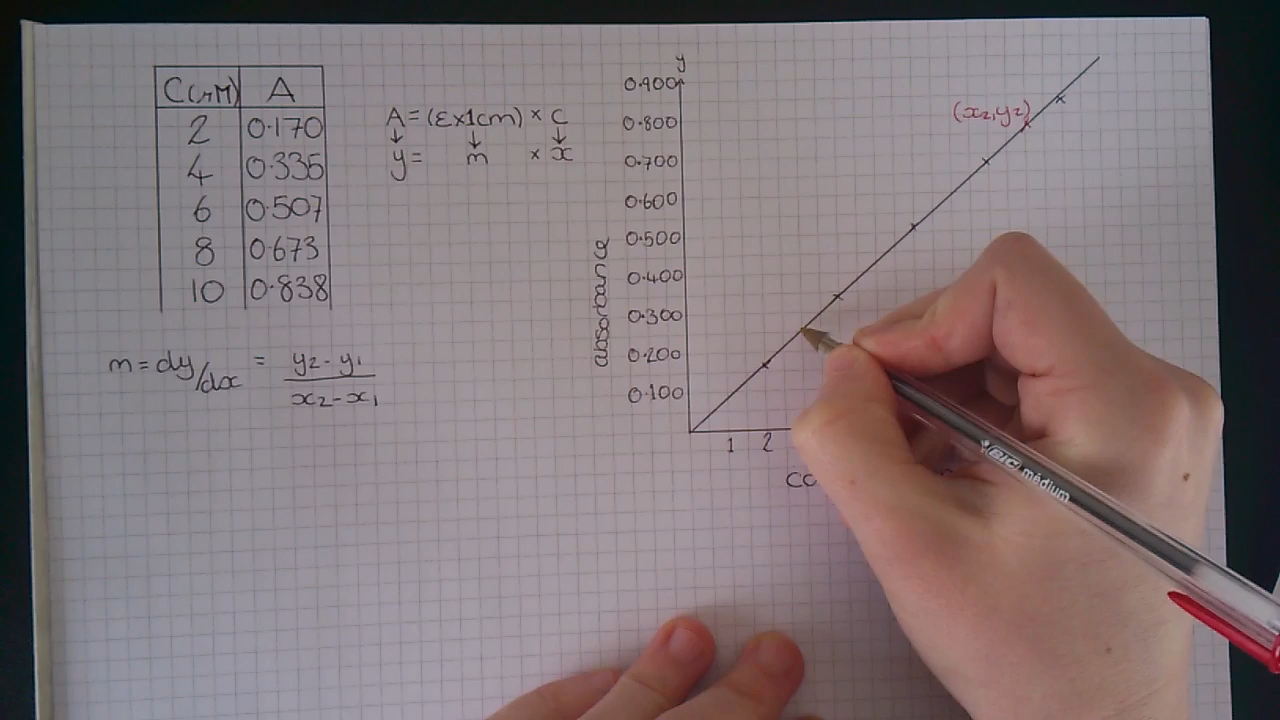 C(nM) A
2 0.170
4 0.335
6 0.507
8 0.673
10 0.838
A = (εx1cm) × C
↓ ↓ ↓
y = m × x
m = dy/dx = y2 - y1
x2 - x1
y
0.900
0.800
0.700
0.600
0.500
0.400
0.300
0.200
0.100
absorbance
(x2, y2)
1 2
BIC médium